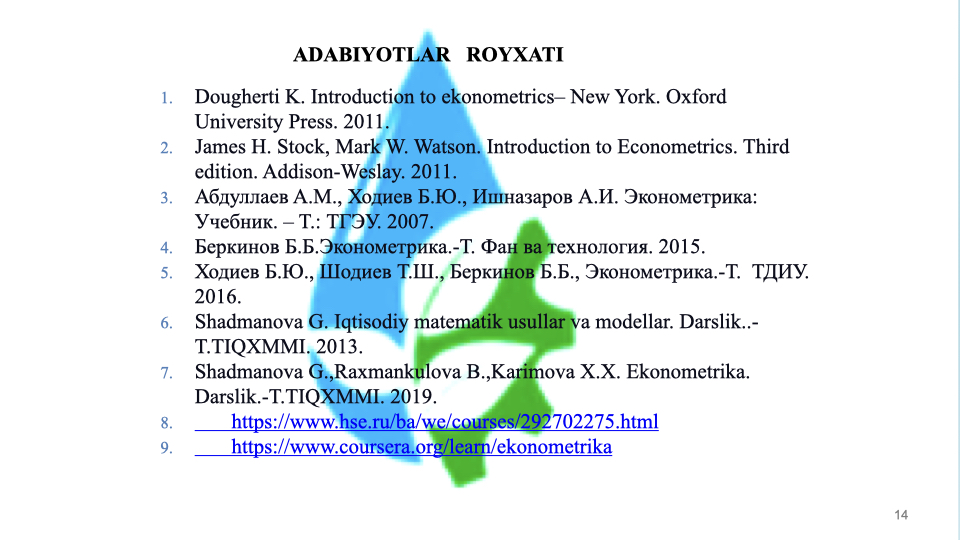 ADABIYOTLAR ROYXATI
1. Dougherti K. Introduction to ekonometrics– New York. Oxford
University Press. 2011.
2. James H. Stock, Mark W. Watson. Introduction to Econometrics. Third
edition. Addison-Weslay. 2011.
3. Абдуллаев А.М., Ходиев Б.Ю., Ишназаров А.И. Эконометрика:
Учебник. – Т.: ТГЭУ. 2007.
4. Беркинов Б.Б.Эконометрика.-Т. Фан ва технология. 2015.
5. Ходиев Б.Ю., Шодиев Т.Ш., Беркинов Б.Б., Эконометрика.-Т. ТДИУ.
2016.
6. Shadmanova G. Iqtisodiy matematik usullar va modellar. Darslik..-
T.TIQXMMI. 2013.
7. Shadmanova G.,Raxmankulova B.,Karimova X.X. Ekonometrika.
Darslik.-T.TIQXMMI. 2019.
8. https://www.hse.ru/ba/we/courses/292702275.html
9. https://www.coursera.org/learn/ekonometrika
14